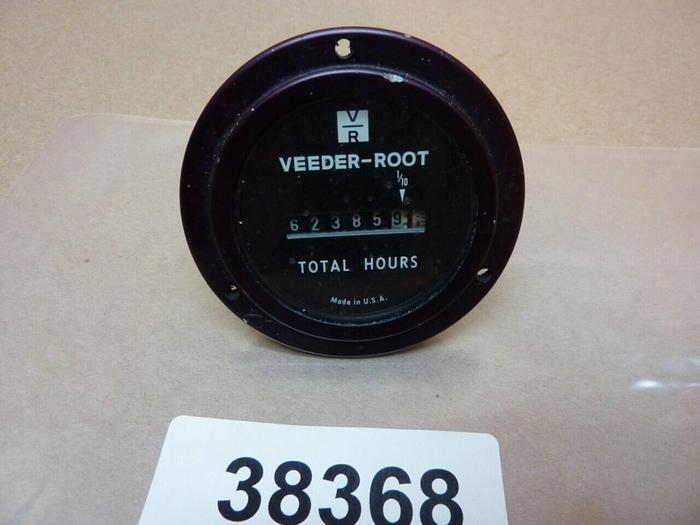 V
R
VEEDER-ROOT
1/10
623859
TOTAL HOURS
Made in U.S.A.
38368